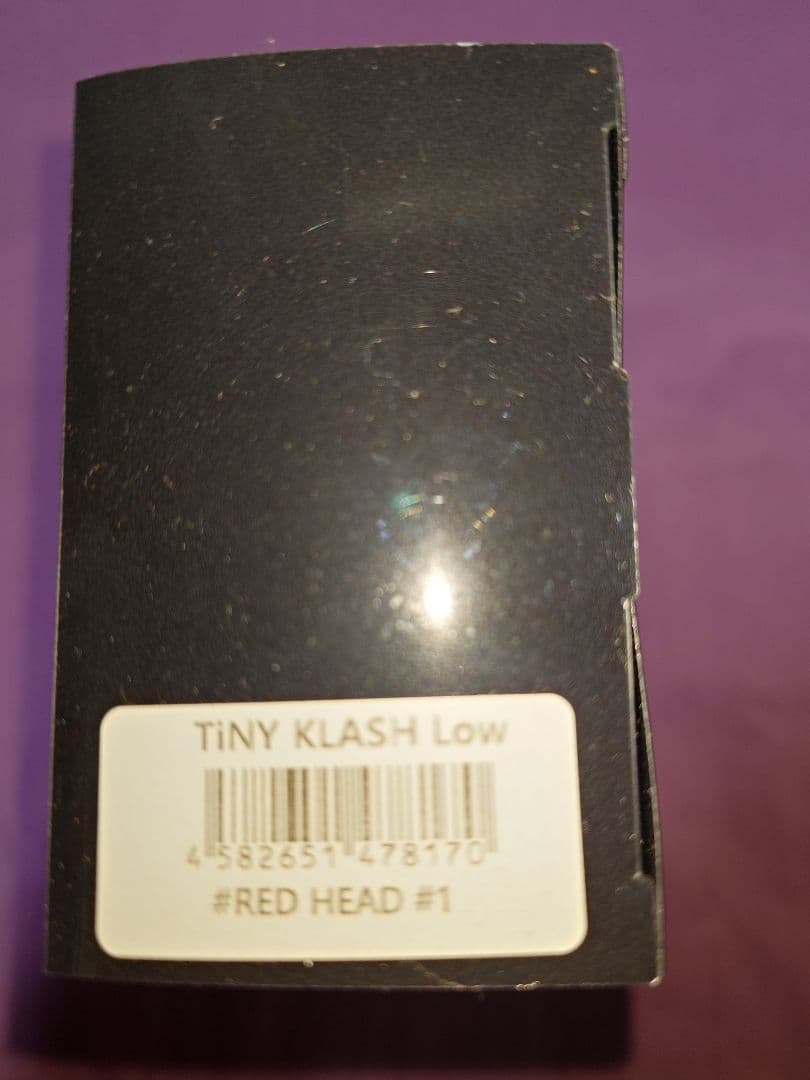 TiNY KLASH Low
4 582651 478170
#RED HEAD #1